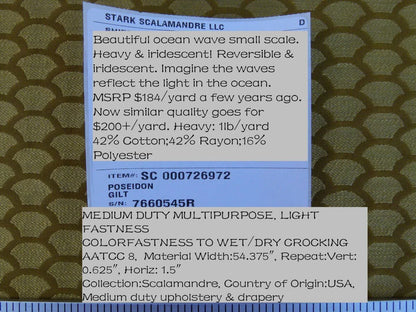 STARK SCALAMANDRE LLC D
Beautiful ocean wave small scale.
Heavy & iridescent! Reversible &
iridescent. Imagine the waves
reflect the light in the ocean.
MSRP $184/yard a few years ago.
Now similar quality goes for
$200+/yard. Heavy: 1lb/yard
42% Cotton;42% Rayon;16%
Polyester
ITEM#: SC 000726972
POSEIDON
GILT
S/N: 7660545R
MEDIUM DUTY MULTIPURPOSE, LIGHT
FASTNESS
COLORFASTNESS TO WET/DRY CROCKING
AATCC 8, Material Width:54.375", Repeat:Vert:
0.625", Horiz: 1.5"
Collection:Scalamandre, Country of Origin:USA,
Medium duty upholstery & drapery